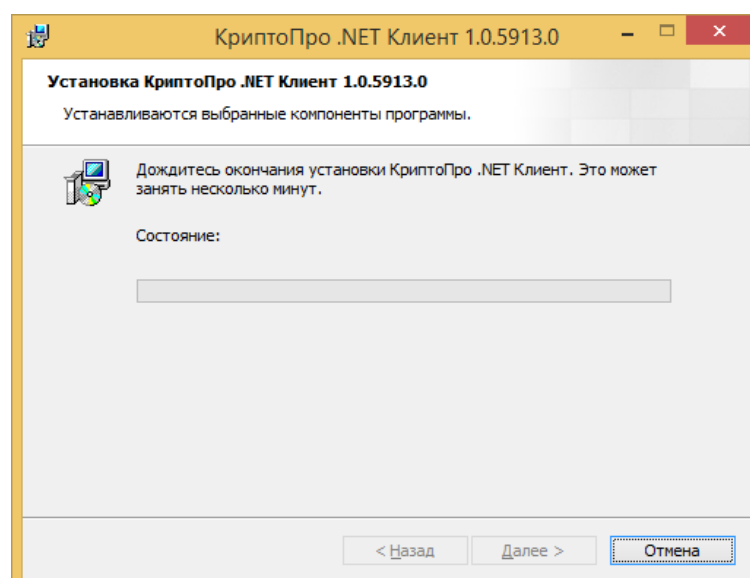 КриптоПро .NET Клиент 1.0.5913.0
Установка КриптоПро .NET Клиент 1.0.5913.0
Устанавливаются выбранные компоненты программы.
Дождитесь окончания установки КриптоПро .NET Клиент. Это может
занять несколько минут.
Состояние:
< Назад Далее > Отмена